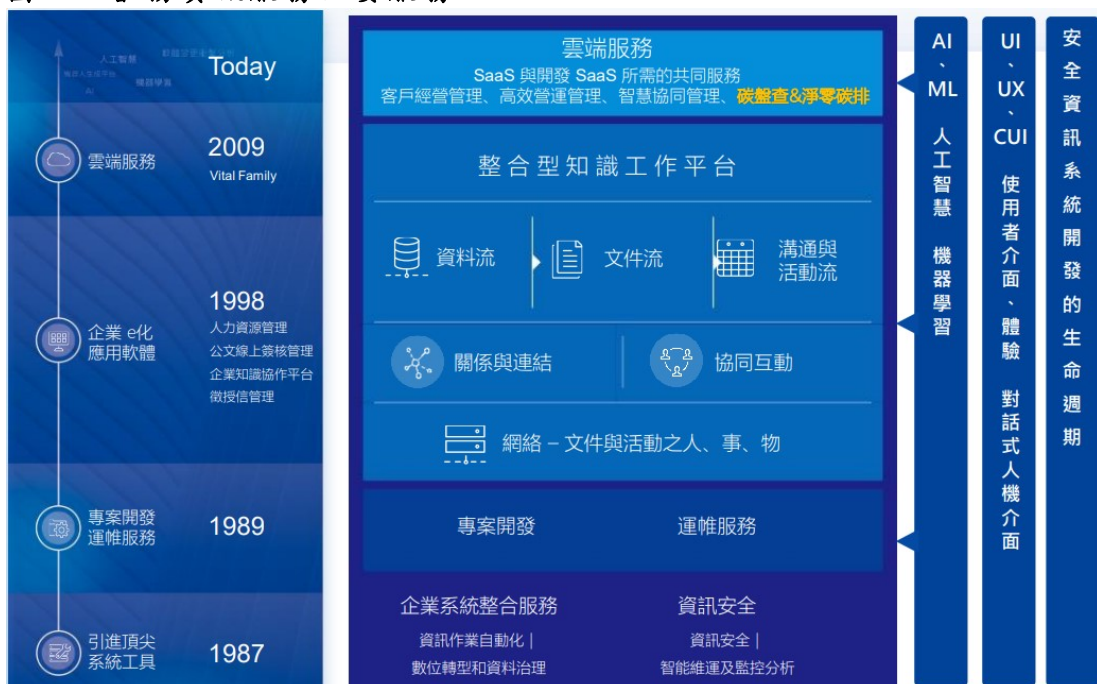 人工智慧
機器學習
AI
Today
雲端服務
2009
Vital Family
企業 e化
應用軟體
1998
人力資源管理
公文線上簽核管理
企業知識協作平台
徵授信管理
專案開發
運帷服務
1989
引進頂尖
系統工具
1987
雲端服務
SaaS 與開發 SaaS 所需的共同服務
客戶經營管理、高效營運管理、智慧協同管理、碳盤查&淨零碳排
整合型知識工作平台
資料流
文件流
溝通與
活動流
關係與連結
協同互動
網絡 – 文件與活動之人、事、物
專案開發
運帷服務
企業系統整合服務
資訊作業自動化 |
數位轉型和資料治理
資訊安全
資訊安全 |
智能維運及監控分析
AI、ML 人工智慧 機器學習
UI、UX、CUI 使用者介面、體驗 對話式人機介面
安全資訊系統開發的生命週期